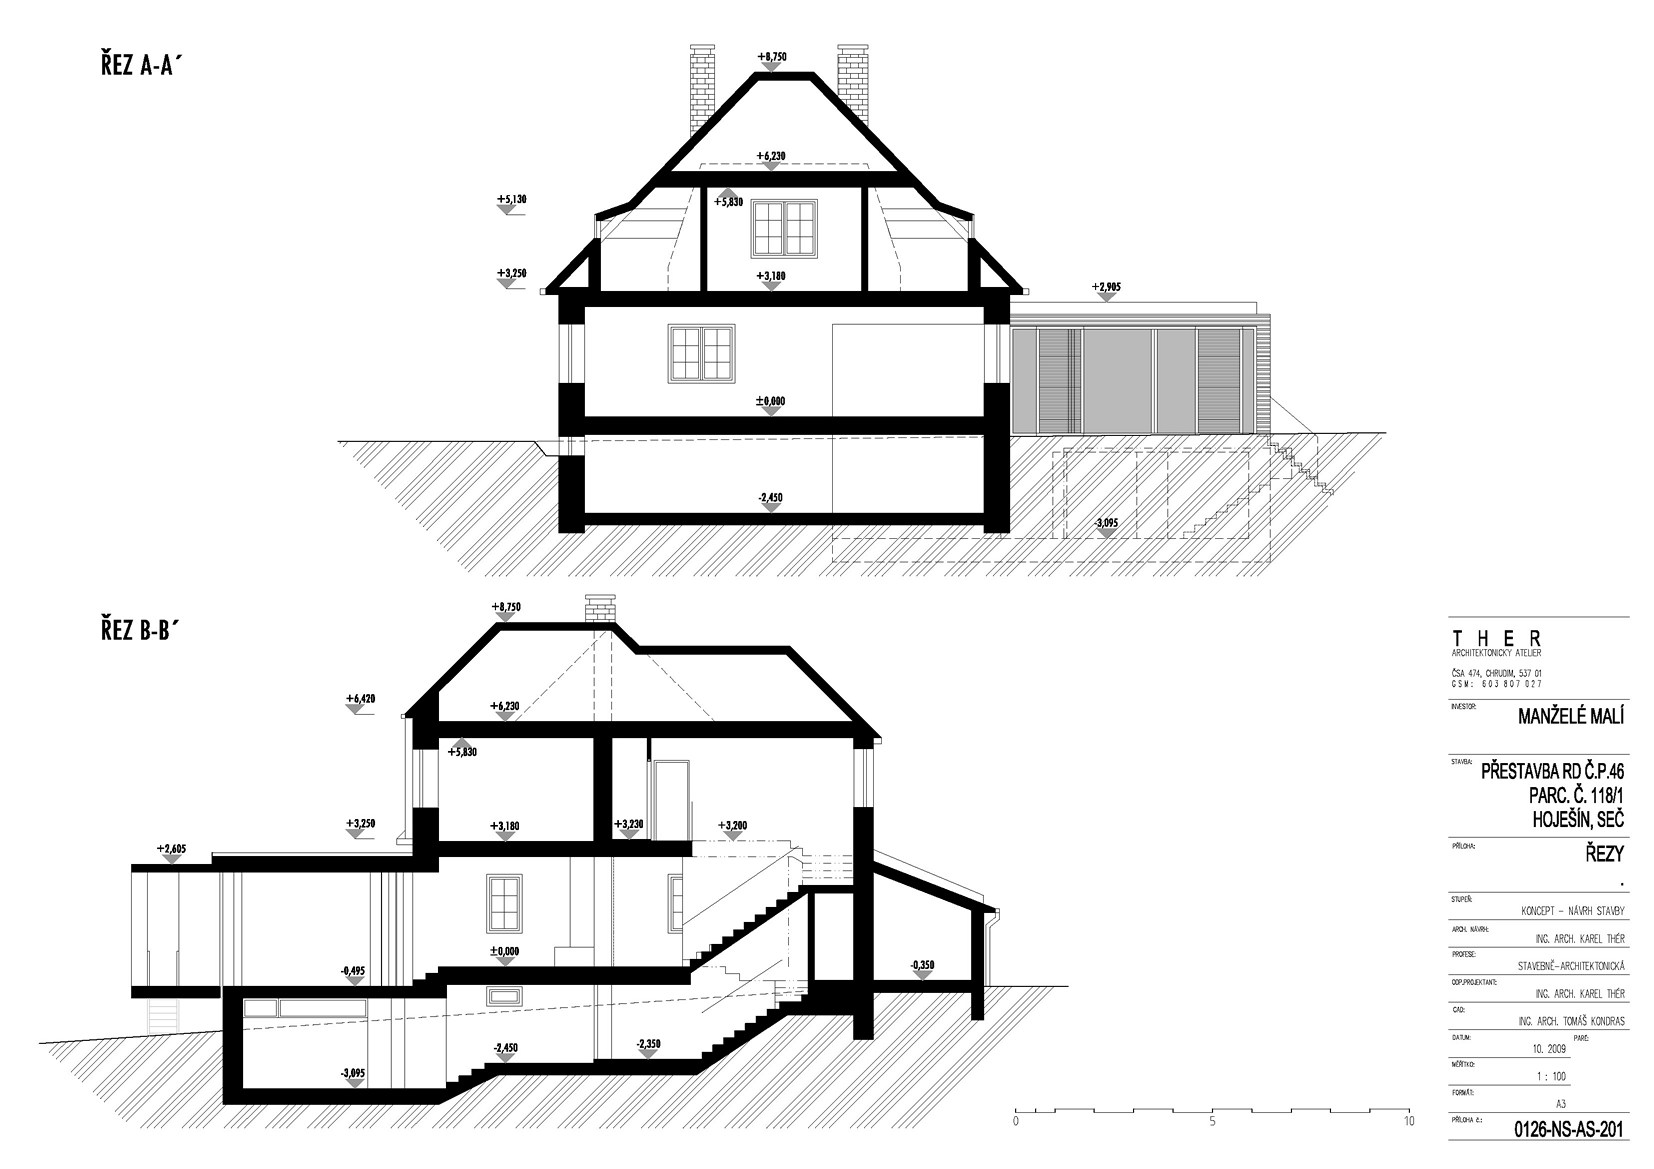 ŘEZ A-A´
+8,750
+6,230
+5,130
+5,830
+3,250
+3,180
+2,905
±0,000
-2,450
-3,095
ŘEZ B-B´
+8,750
+6,420
+6,230
+5,830
+3,250
+3,180
+3,230
+3,200
+2,605
±0,000
-0,495
-0,350
-2,450
-2,350
-3,095
0
5
10
THER
ARCHITEKTONICKÝ ATELIER
ČSA 474, CHRUDIM, 537 01
GSM: 603 807 027
INVESTOR:
MANŽELÉ MALÍ
STAVBA:
PŘESTAVBA RD Č.P.46
PARC. Č. 118/1
HOJEŠÍN, SEČ
PŘÍLOHA:
ŘEZY
.
STUPEŇ:
KONCEPT - NÁVRH STAVBY
ARCH. NÁVRH:
ING. ARCH. KAREL THÉR
PROFESE:
STAVEBNĚ-ARCHITEKTONICKÁ
ODP.PROJEKTANT:
ING. ARCH. KAREL THÉR
CAD:
ING. ARCH. TOMÁŠ KONDRAS
DATUM:
PARÉ:
10. 2009
MĚŘÍTKO:
1 : 100
FORMÁT:
A3
PŘÍLOHA č.:
0126-NS-AS-201